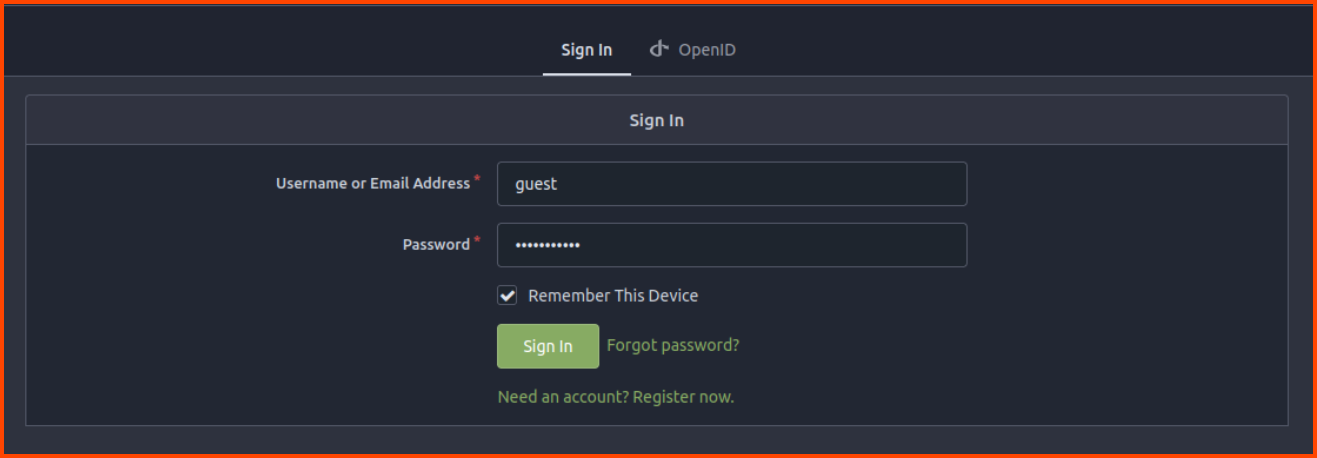 Sign In OpenID
Sign In
Username or Email Address * guest
Password * •••••••••••
Remember This Device
Sign In Forgot password?
Need an account? Register now.